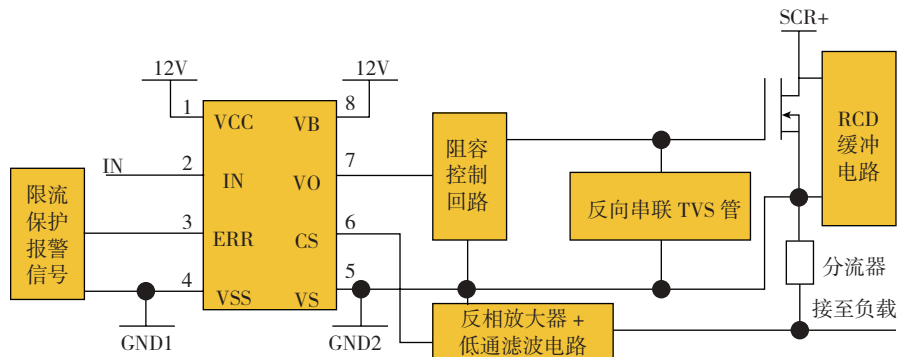 SCR+
12V
12V
1
8
VCC
VB
RCD
缓冲
电路
阻容
控制
回路
7
IN
2
IN
VO
限流
保护
报警
信号
反向串联 TVS 管
3
6
ERR
CS
分流器
4
5
VSS
VS
接至负载
反相放大器 +
低通滤波电路
GND1
GND2